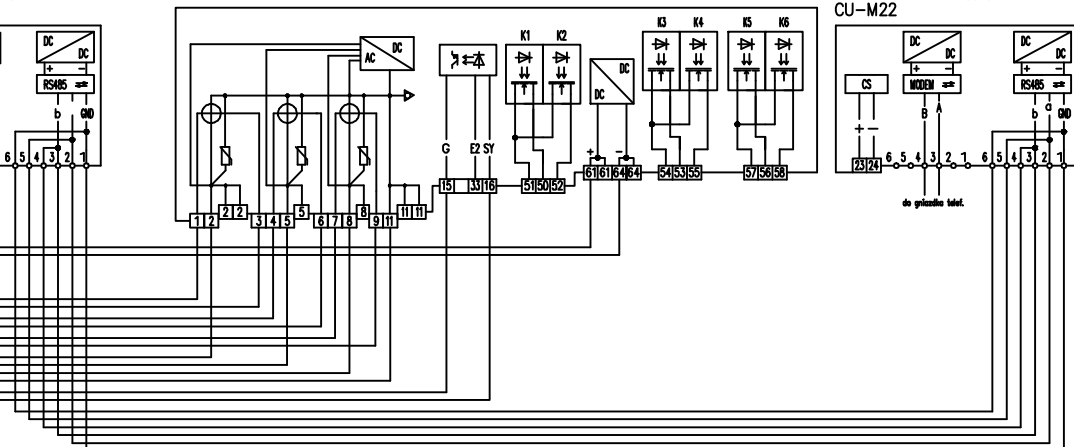 CU-M22
K1 K2
K3 K4
K5 K6
DC
DC
+ -
RS485
b GND
6 5 4 3 2 1
DC
AC
G E2 SY
DC
DC
+ -
CS
+ -
DC
DC
+ -
MODEM
B A
DC
DC
+ -
RS485
b a GND
23 24
6 5 4 3 2 1
6 5 4 3 2 1
do gniazdka telef.
1 2 2 2
3 4 5 5
6 7 8 8
9 11 11 11
15 33 16
51 50 52
61 61 64 64
54 53 55
57 56 58